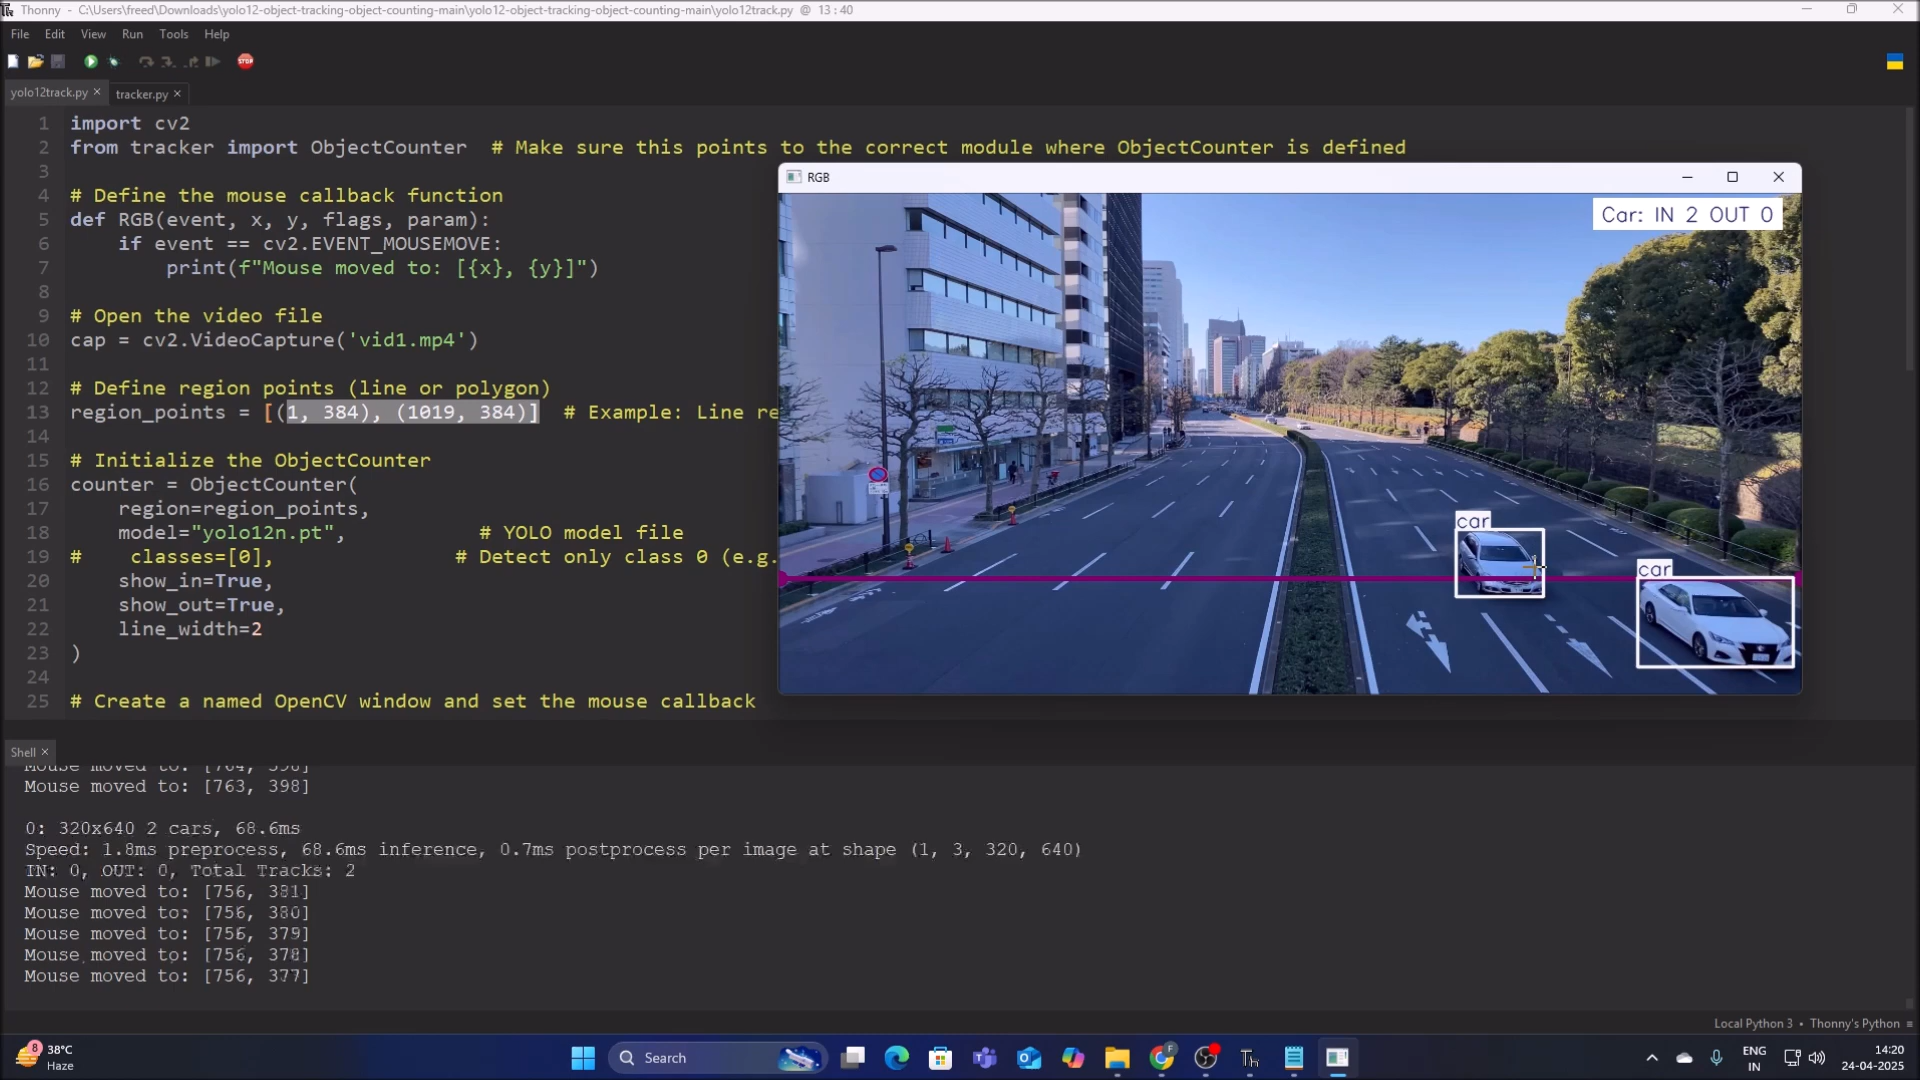 Thonny - C:\Users\freed\Downloads\yolo12-object-tracking-object-counting-main\yolo12-object-tracking-object-counting-main\yolo12track.py @ 13:40
File Edit View Run Tools Help
STOP
yolo12track.py × tracker.py ×
1 import cv2
2 from tracker import ObjectCounter # Make sure this points to the correct module where ObjectCounter is defined
3
4 # Define the mouse callback function
5 def RGB(event, x, y, flags, param):
6 if event == cv2.EVENT_MOUSEMOVE:
7 print(f"Mouse moved to: [{x}, {y}]")
8
9 # Open the video file
10 cap = cv2.VideoCapture('vid1.mp4')
11
12 # Define region points (line or polygon)
13 region_points = [(1, 384), (1019, 384)] # Example: Line re
14
15 # Initialize the ObjectCounter
16 counter = ObjectCounter(
17 region=region_points,
18 model="yolo12n.pt", # YOLO model file
19 # classes=[0], # Detect only class 0 (e.g.
20 show_in=True,
21 show_out=True,
22 line_width=2
23 )
24
25 # Create a named OpenCV window and set the mouse callback
RGB
Car: IN 2 OUT 0
car
car
Shell ×
Mouse moved to: [764, 398]
Mouse moved to: [763, 398]
0: 320x640 2 cars, 68.6ms
Speed: 1.8ms preprocess, 68.6ms inference, 0.7ms postprocess per image at shape (1, 3, 320, 640)
IN: 0, OUT: 0, Total Tracks: 2
Mouse moved to: [756, 381]
Mouse moved to: [756, 380]
Mouse moved to: [756, 379]
Mouse moved to: [756, 378]
Mouse moved to: [756, 377]
Local Python 3 • Thonny's Python ≡
8 38°C
Haze
Search
ENG
IN
14:20
24-04-2025